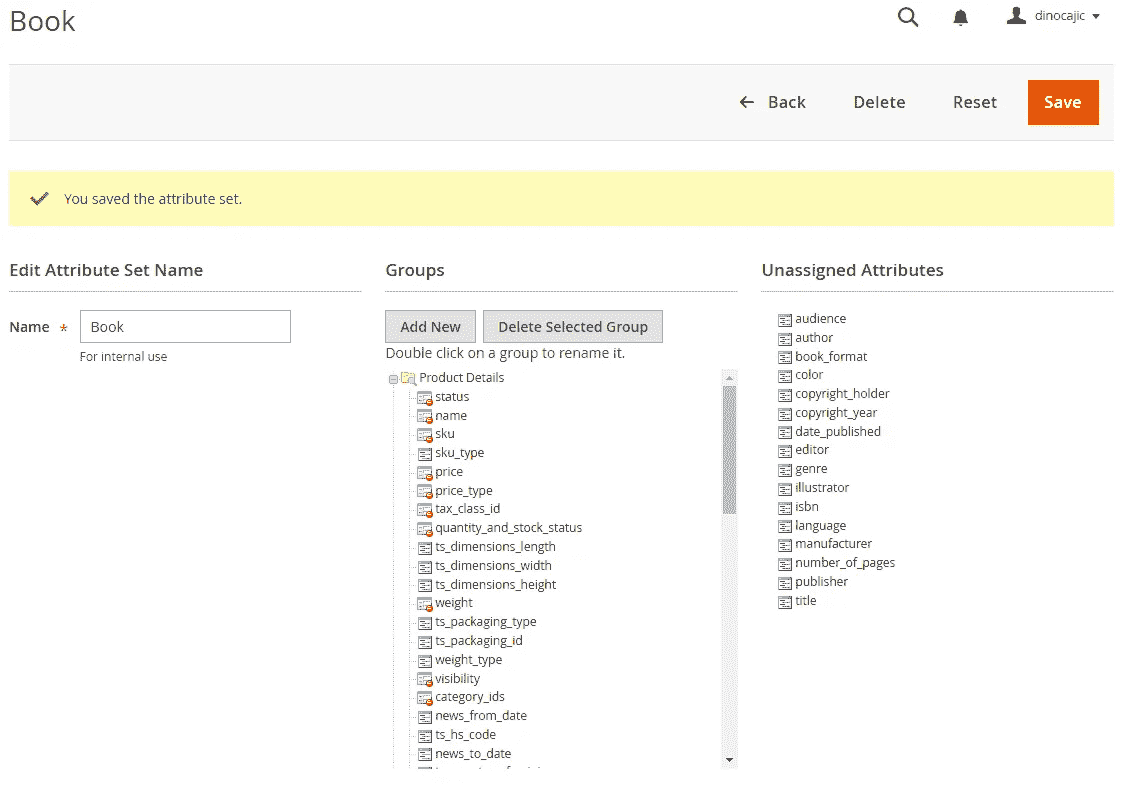 Book
dinocajic
Back
Delete
Reset
Save
You saved the attribute set.
Edit Attribute Set Name
Name *
Book
For internal use
Groups
Add New
Delete Selected Group
Double click on a group to rename it.
Product Details
status
name
sku
sku_type
price
price_type
tax_class_id
quantity_and_stock_status
ts_dimensions_length
ts_dimensions_width
ts_dimensions_height
weight
ts_packaging_type
ts_packaging_id
weight_type
visibility
category_ids
news_from_date
ts_hs_code
news_to_date
Unassigned Attributes
audience
author
book_format
color
copyright_holder
copyright_year
date_published
editor
genre
illustrator
isbn
language
manufacturer
number_of_pages
publisher
title